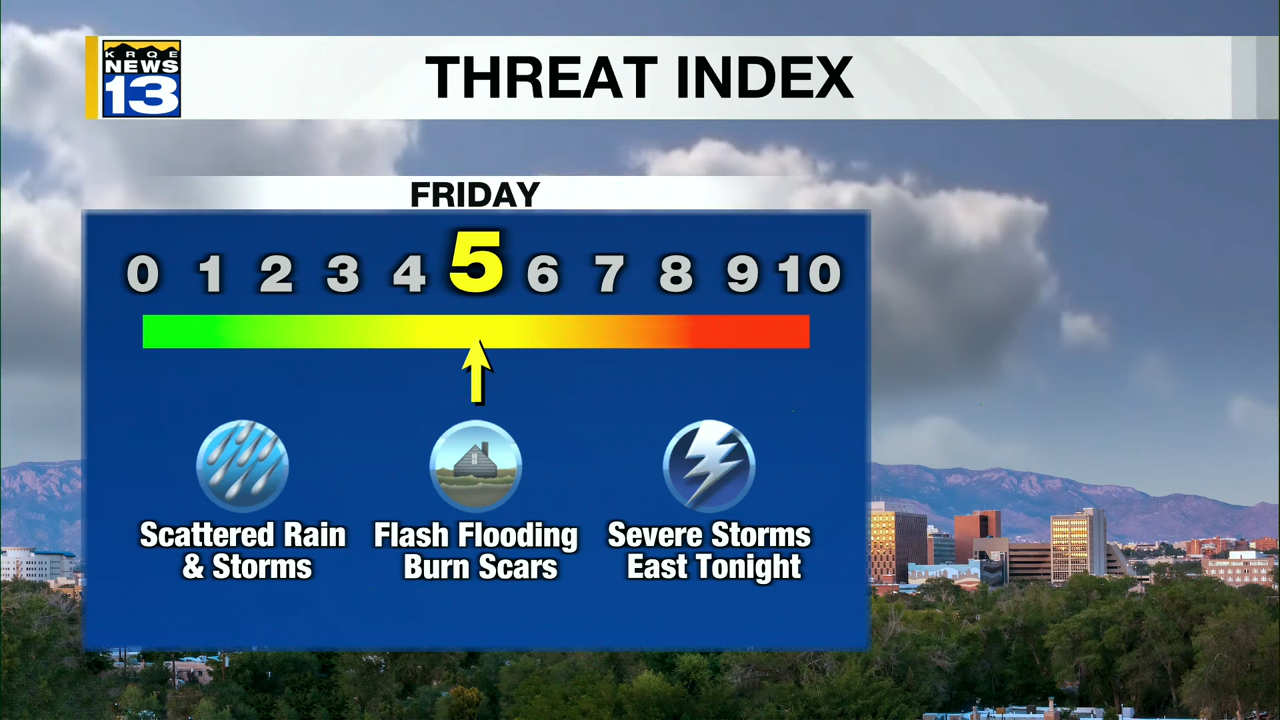 KRQE
NEWS
13
THREAT INDEX
FRIDAY
0 1 2 3 4 5 6 7 8 9 10
Scattered Rain
& Storms
Flash Flooding
Burn Scars
Severe Storms
East Tonight